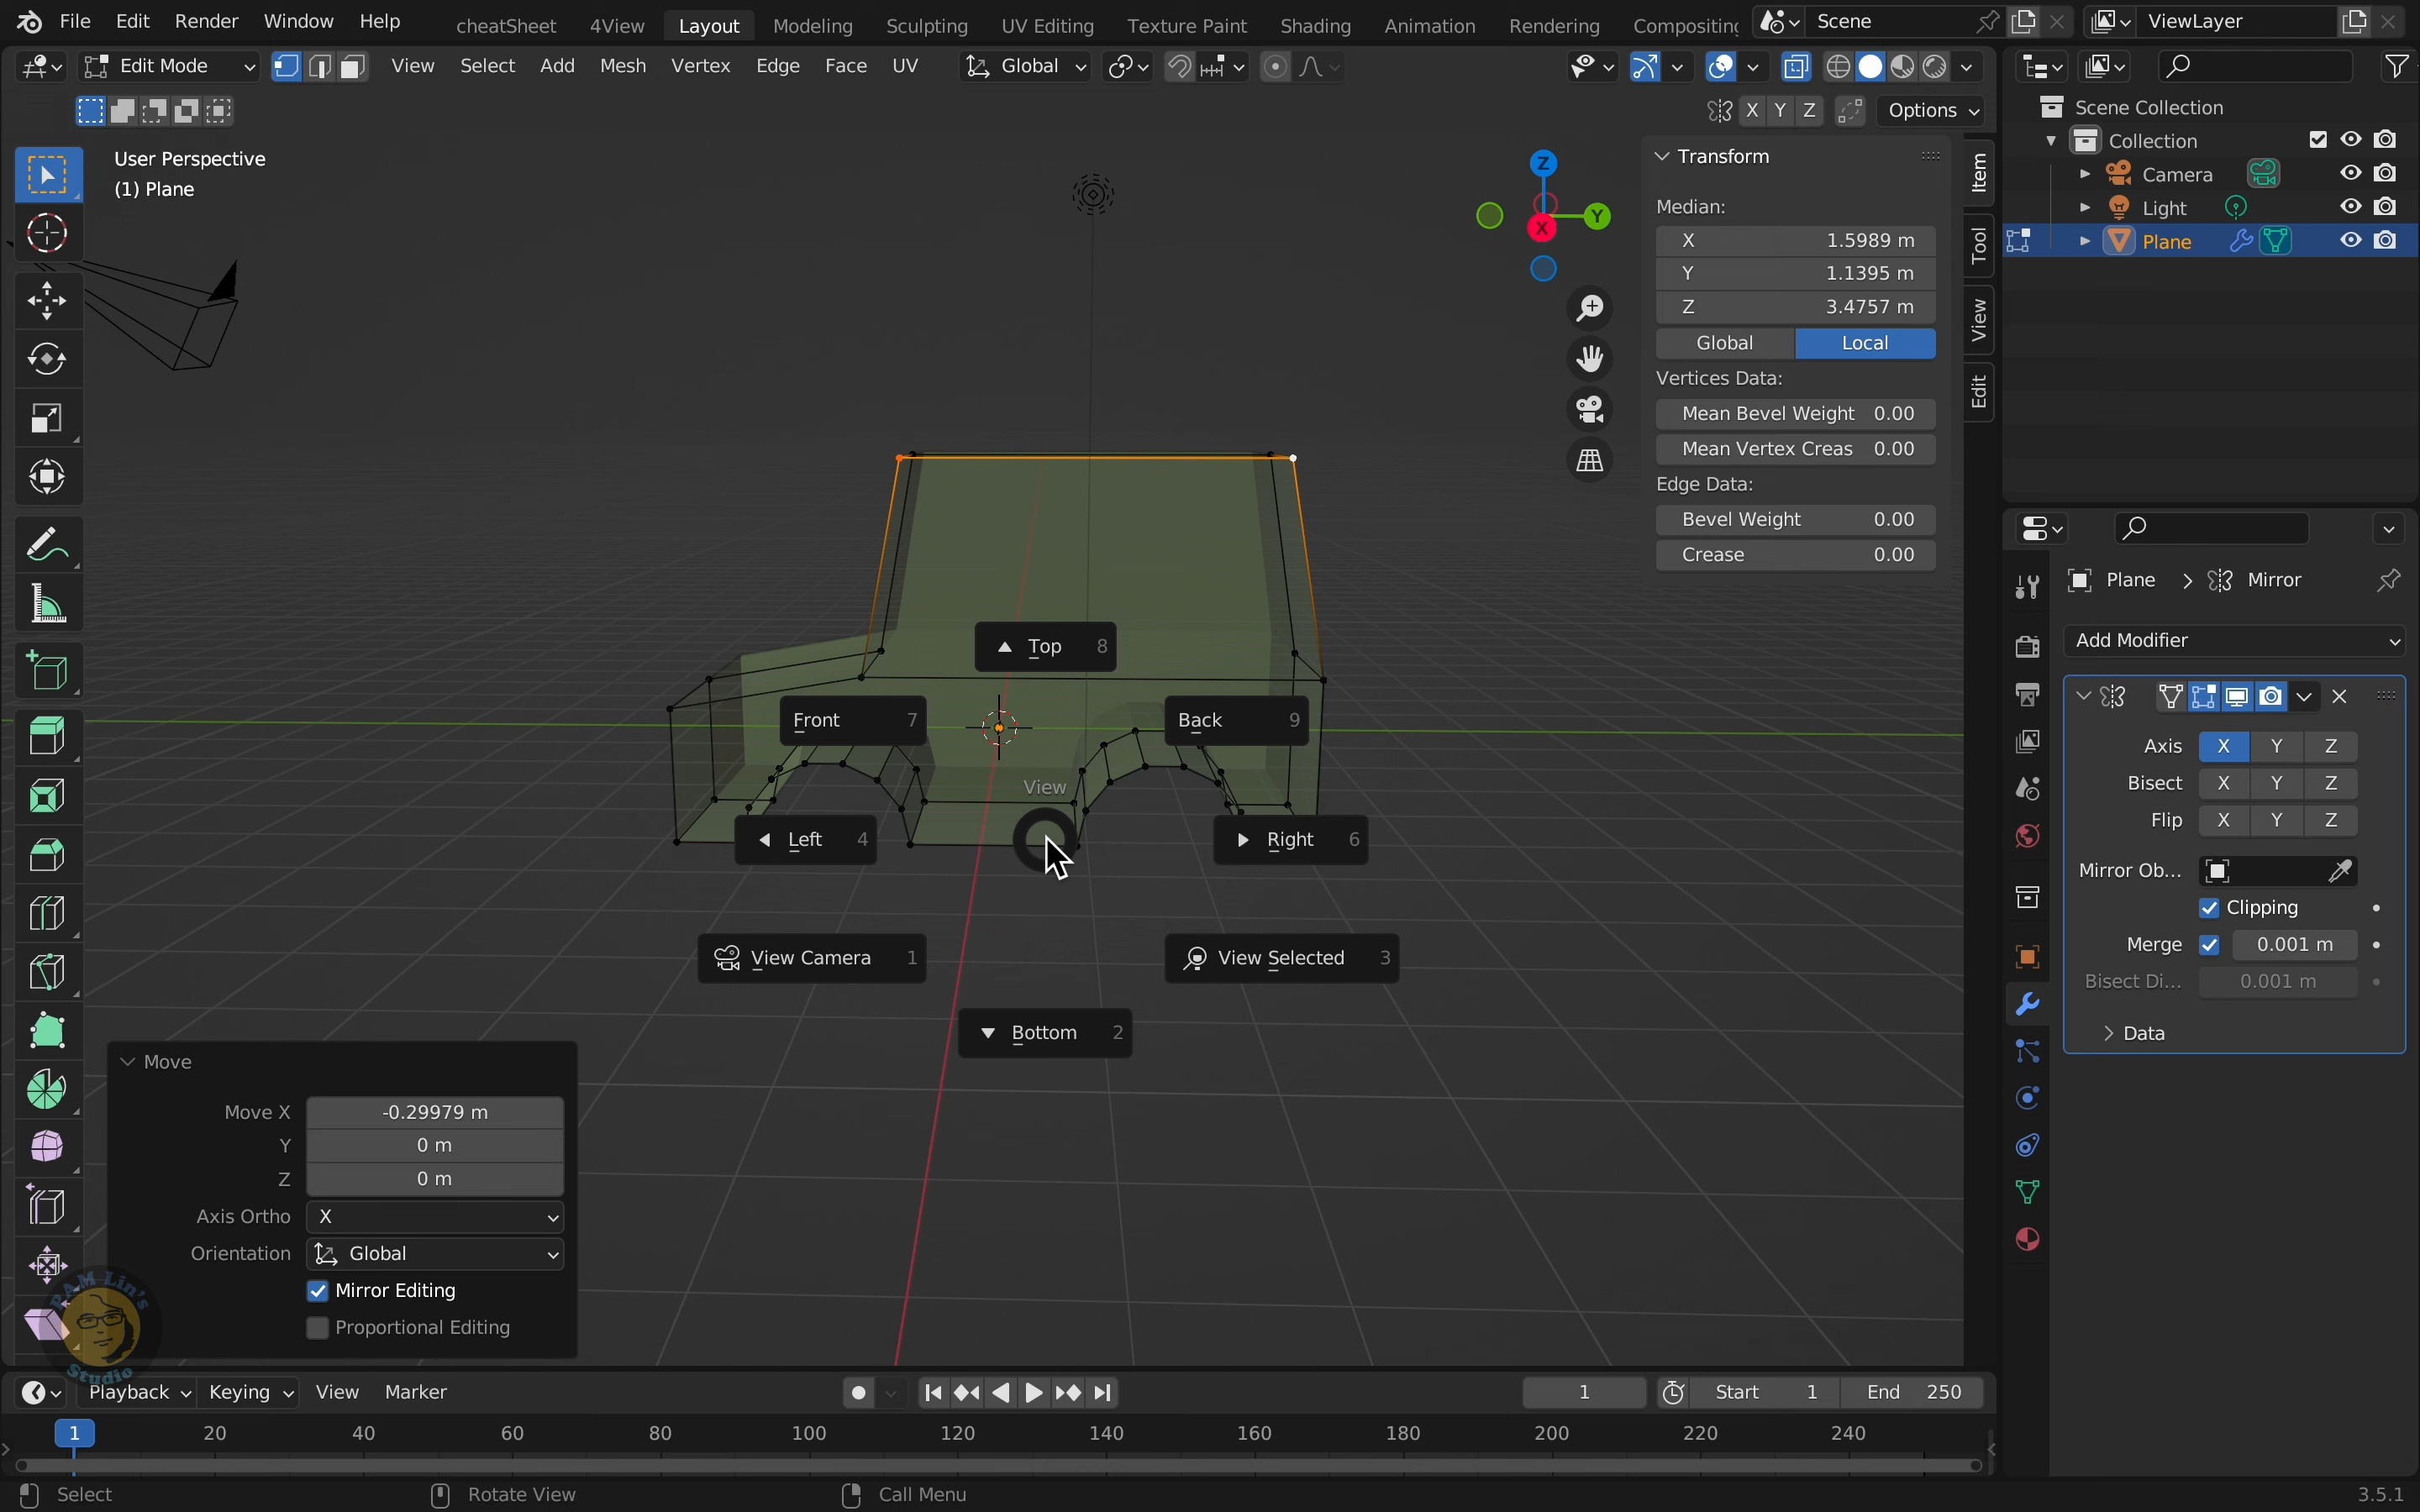 File Edit Render Window Help cheatSheet 4View Layout Modeling Sculpting UV Editing Texture Paint Shading Animation Rendering Compositing Scene ViewLayer
Edit Mode View Select Add Mesh Vertex Edge Face UV Global
X Y Z Options
User Perspective
(1) Plane
Z
Y
X
Transform
Median:
X 1.5989 m
Y 1.1395 m
Z 3.4757 m
Global Local
Vertices Data:
Mean Bevel Weight 0.00
Mean Vertex Creas 0.00
Edge Data:
Bevel Weight 0.00
Crease 0.00
Item
Tool
View
Edit
Scene Collection
Collection
Camera
Light
Plane
Plane Mirror
Add Modifier
Axis X Y Z
Bisect X Y Z
Flip X Y Z
Mirror Ob...
Clipping
Merge 0.001 m
Bisect Di... 0.001 m
Data
Top 8
Front 7
Back 9
View
Left 4
Right 6
View Camera 1
View Selected 3
Bottom 2
Move
Move X -0.29979 m
Y 0 m
Z 0 m
Axis Ortho X
Orientation Global
Mirror Editing
Proportional Editing
PAM Lin's
Studio
Playback Keying View Marker 1 Start 1 End 250
1 20 40 60 80 100 120 140 160 180 200 220 240
Select Rotate View Call Menu 3.5.1